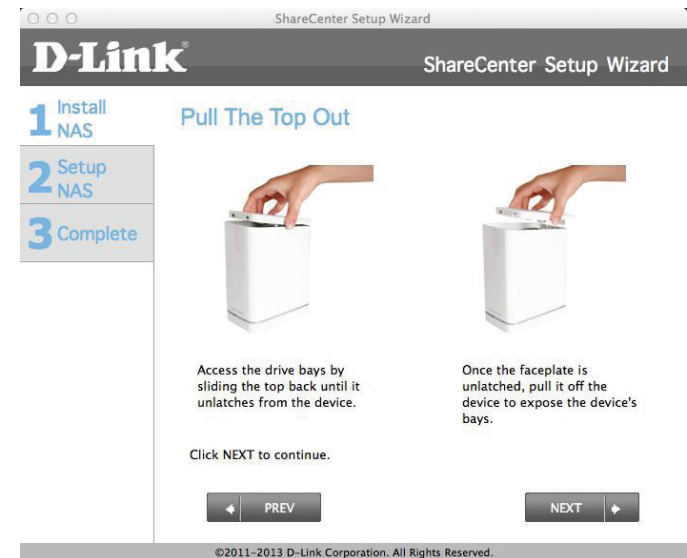 ShareCenter Setup Wizard
D-Link®
ShareCenter Setup Wizard
1 Install
NAS
2 Setup
NAS
3 Complete
Pull The Top Out
Access the drive bays by
sliding the top back until it
unlatches from the device.
Once the faceplate is
unlatched, pull it off the
device to expose the device's
bays.
Click NEXT to continue.
PREV
NEXT
©2011-2013 D-Link Corporation. All Rights Reserved.